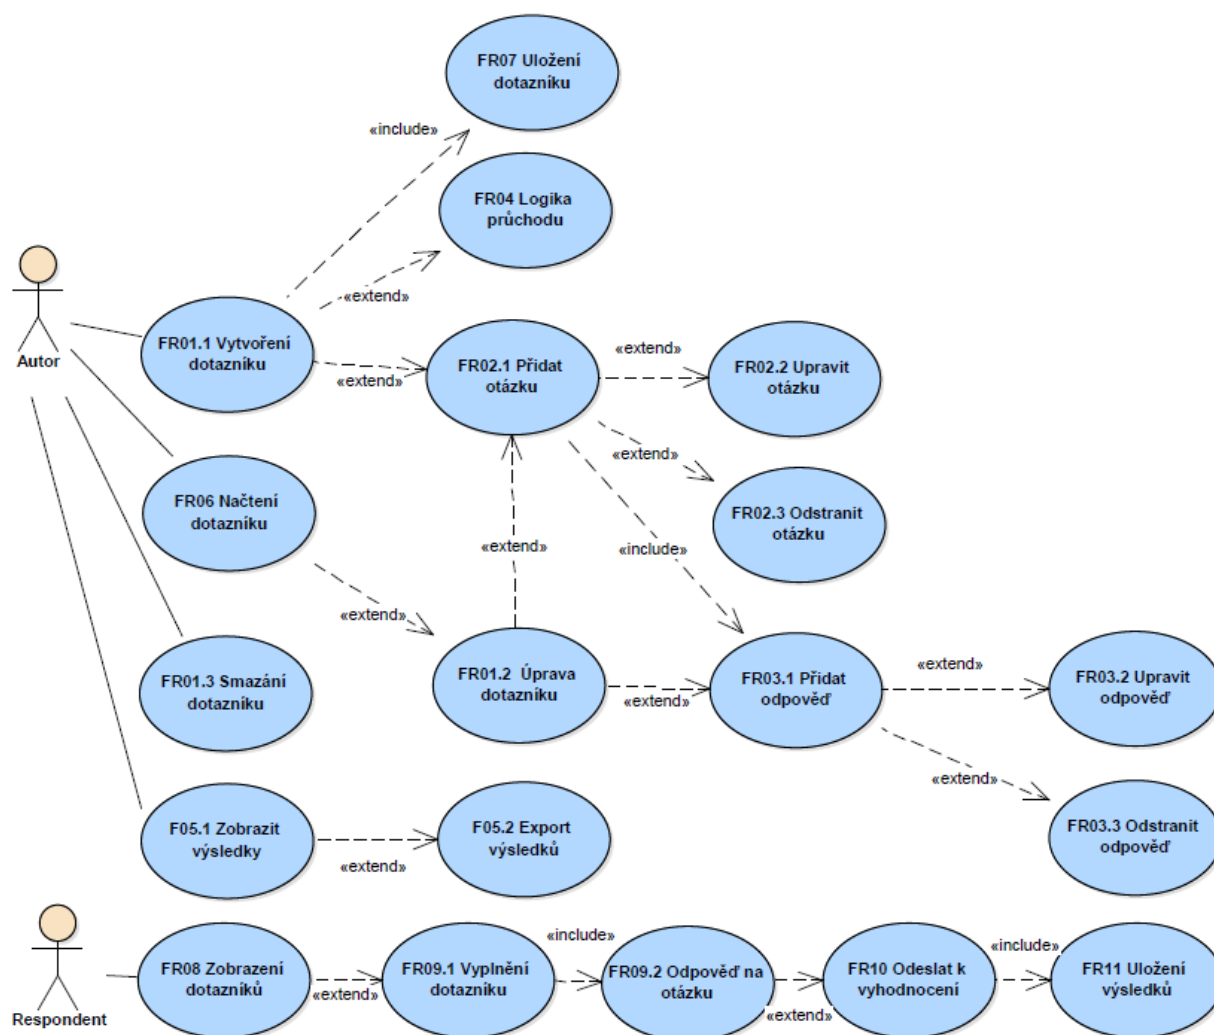 FR07 Uložení
dotazníku
«include»
FR04 Logika
průchodu
«extend»
Autor
FR01.1 Vytvoření
dotazníku
«extend»
FR02.1 Přidat
otázku
«extend»
FR02.2 Upravit
otázku
«extend»
FR06 Načtení
dotazníku
FR02.3 Odstranit
otázku
«extend»
«include»
«extend»
FR01.3 Smazání
dotazníku
FR01.2 Úprava
dotazníku
«extend»
FR03.1 Přidat
odpověď
«extend»
FR03.2 Upravit
odpověď
«extend»
F05.1 Zobrazit
výsledky
«extend»
F05.2 Export
výsledků
FR03.3 Odstranit
odpověď
Respondent
FR08 Zobrazení
dotazníků
«extend»
FR09.1 Vyplnění
dotazníku
«include»
FR09.2 Odpověď na
otázku
«extend»
FR10 Odeslat k
vyhodnocení
«include»
FR11 Uložení
výsledků